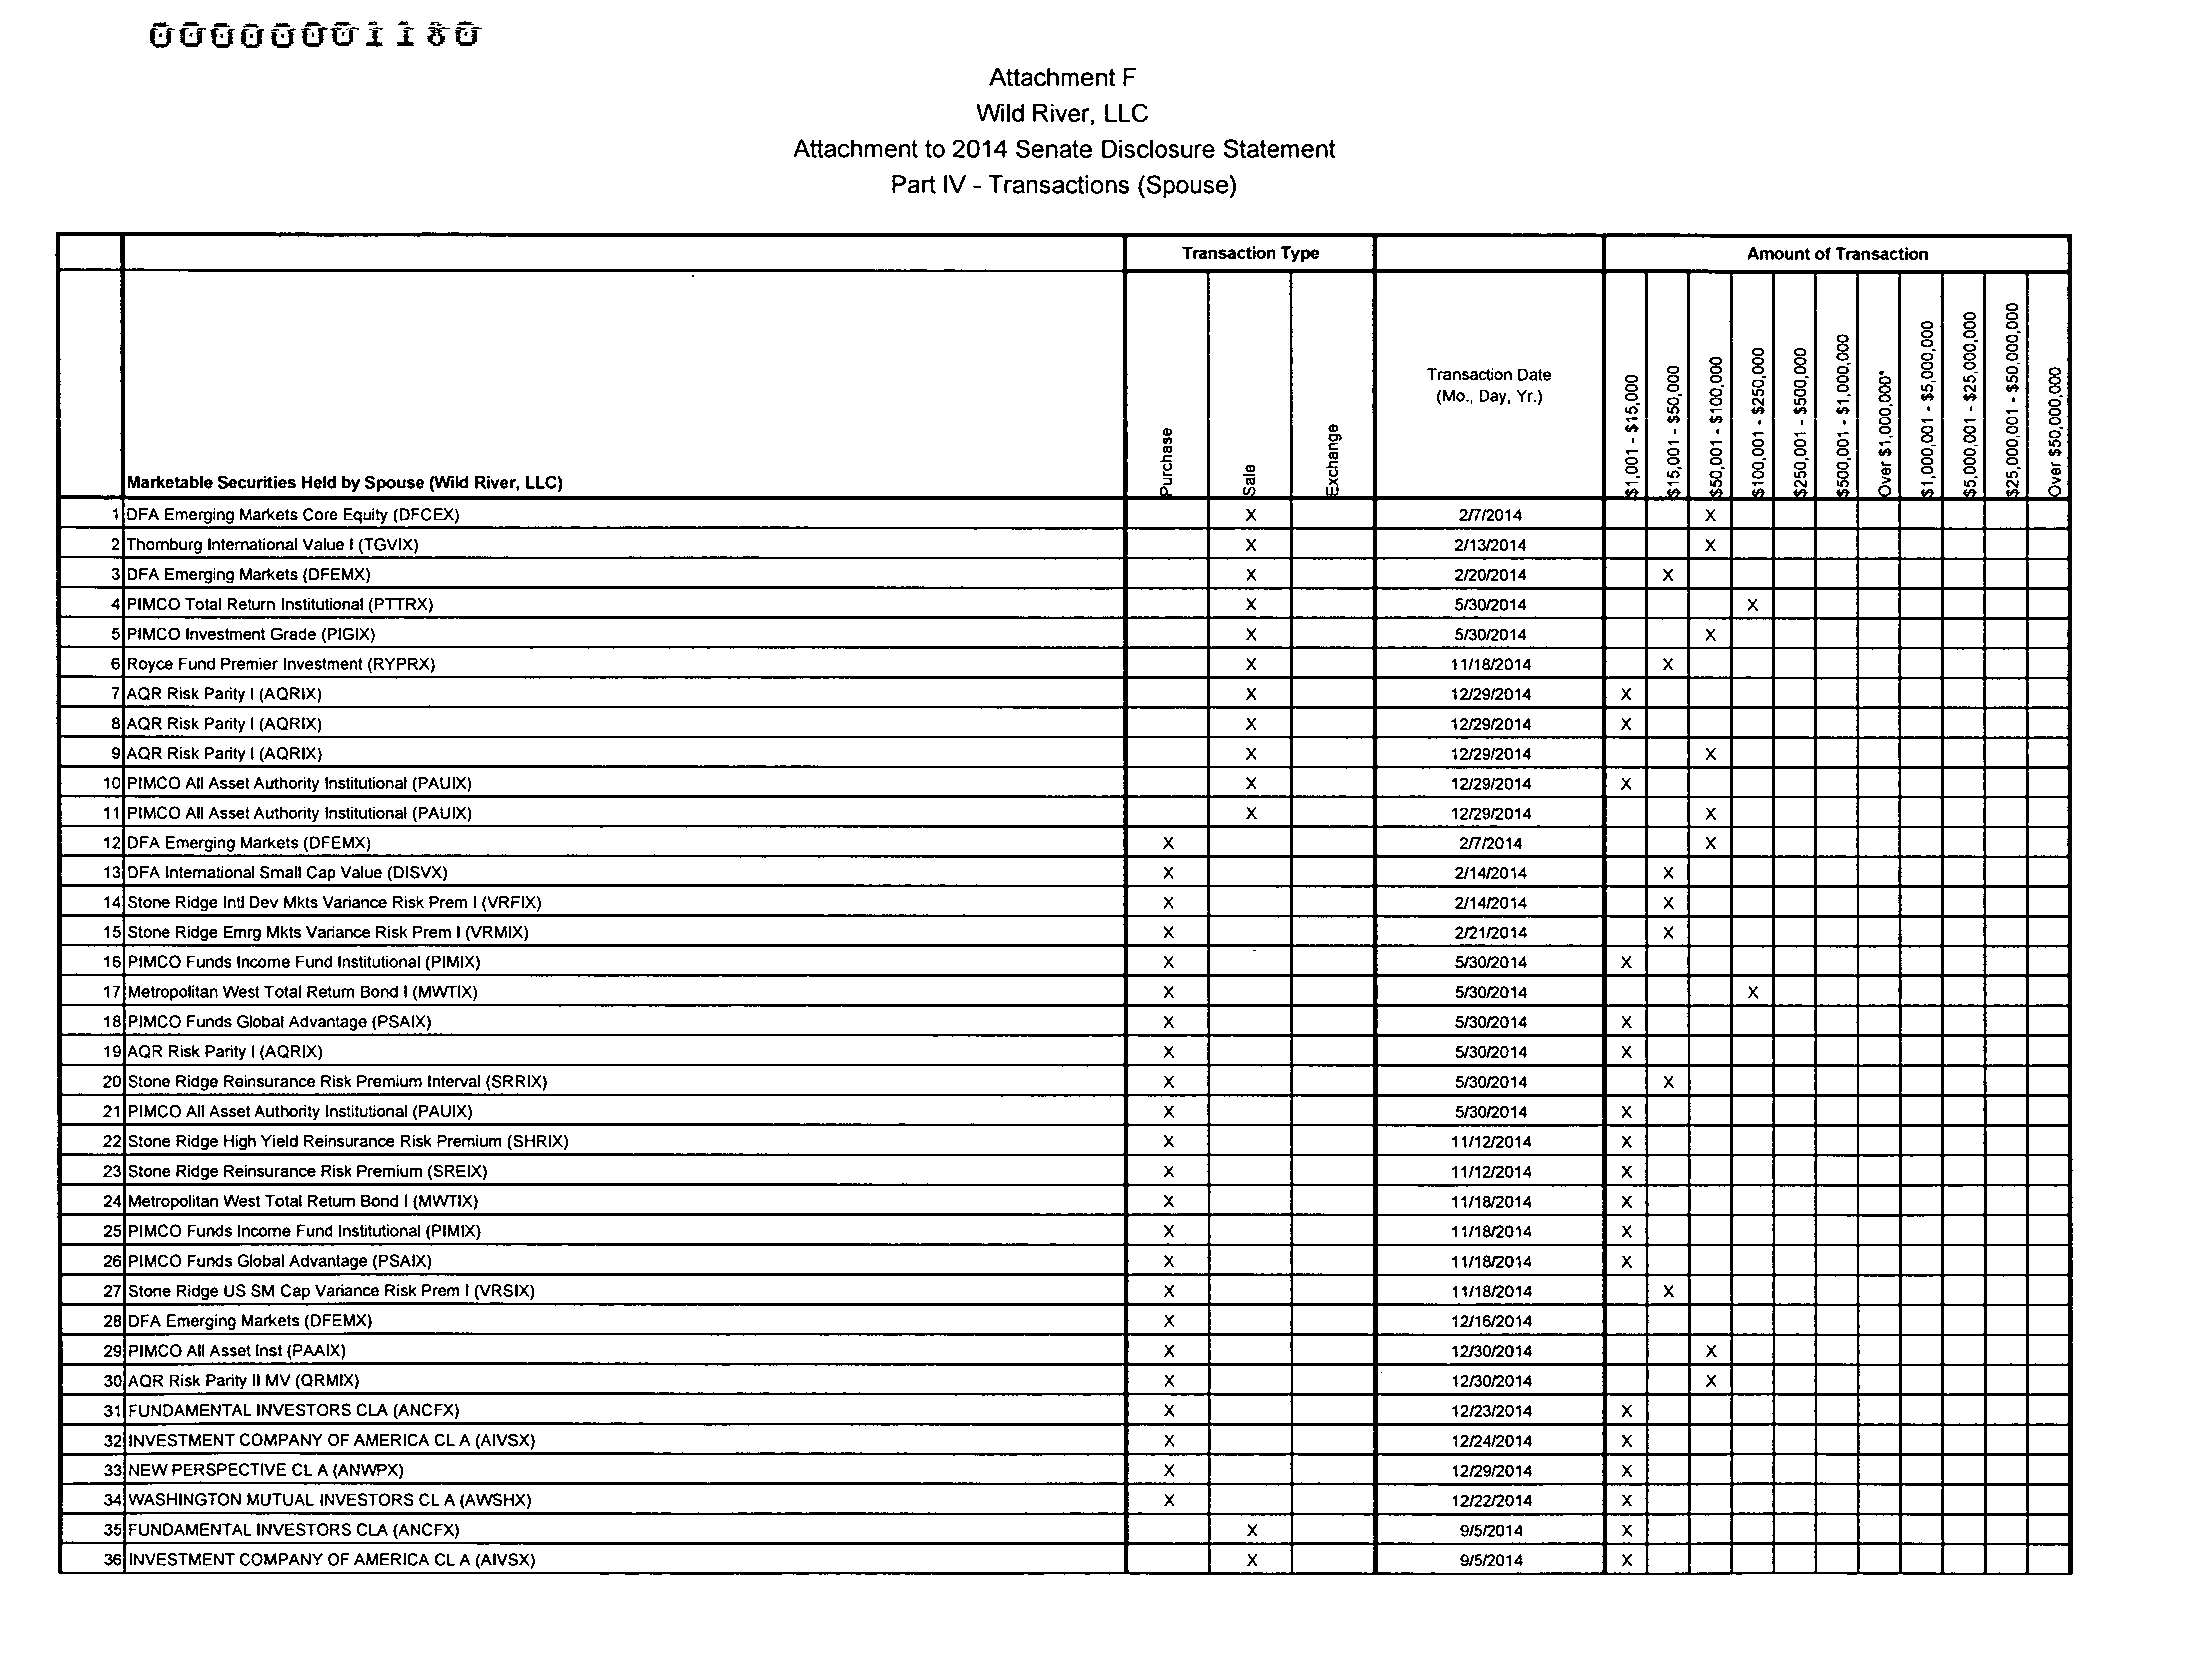 00000001180
Attachment F
Wild River, LLC
Attachment to 2014 Senate Disclosure Statement
Part IV - Transactions (Spouse)
Transaction Type Amount of Transaction
Marketable Securities Held by Spouse (Wild River, LLC) Purchase Sale Exchange Transaction Date (Mo., Day, Yr.) $1,001 - $15,000 $15,001 - $50,000 $50,001 - $100,000 $100,001 - $250,000 $250,001 - $500,000 $500,001 - $1,000,000 Over $1,000,000* $1,000,001 - $5,000,000 $5,000,001 - $25,000,000 $25,000,001 - $50,000,000 Over $50,000,000
1 DFA Emerging Markets Core Equity (DFCEX) X 2/7/2014 X
2 Thornburg International Value I (TGVIX) X 2/13/2014 X
3 DFA Emerging Markets (DFEMX) X 2/20/2014 X
4 PIMCO Total Return Institutional (PTTRX) X 5/30/2014 X
5 PIMCO Investment Grade (PIGIX) X 5/30/2014 X
6 Royce Fund Premier Investment (RYPRX) X 11/18/2014 X
7 AQR Risk Parity I (AQRIX) X 12/29/2014 X
8 AQR Risk Parity I (AQRIX) X 12/29/2014 X
9 AQR Risk Parity I (AQRIX) X 12/29/2014 X
10 PIMCO All Asset Authority Institutional (PAUIX) X 12/29/2014 X
11 PIMCO All Asset Authority Institutional (PAUIX) X 12/29/2014 X
12 DFA Emerging Markets (DFEMX) X 2/7/2014 X
13 DFA International Small Cap Value (DISVX) X 2/14/2014 X
14 Stone Ridge Intl Dev Mkts Variance Risk Prem I (VRFIX) X 2/14/2014 X
15 Stone Ridge Emrg Mkts Variance Risk Prem I (VRMIX) X 2/21/2014 X
16 PIMCO Funds Income Fund Institutional (PIMIX) X 5/30/2014 X
17 Metropolitan West Total Return Bond I (MWTIX) X 5/30/2014 X
18 PIMCO Funds Global Advantage (PSAIX) X 5/30/2014 X
19 AQR Risk Parity I (AQRIX) X 5/30/2014 X
20 Stone Ridge Reinsurance Risk Premium Interval (SRRIX) X 5/30/2014 X
21 PIMCO All Asset Authority Institutional (PAUIX) X 5/30/2014 X
22 Stone Ridge High Yield Reinsurance Risk Premium (SHRIX) X 11/12/2014 X
23 Stone Ridge Reinsurance Risk Premium (SREIX) X 11/12/2014 X
24 Metropolitan West Total Return Bond I (MWTIX) X 11/18/2014 X
25 PIMCO Funds Income Fund Institutional (PIMIX) X 11/18/2014 X
26 PIMCO Funds Global Advantage (PSAIX) X 11/18/2014 X
27 Stone Ridge US SM Cap Variance Risk Prem I (VRSIX) X 11/18/2014 X
28 DFA Emerging Markets (DFEMX) X 12/16/2014
29 PIMCO All Asset Inst (PAAIX) X 12/30/2014 X
30 AQR Risk Parity II MV (QRMIX) X 12/30/2014 X
31 FUNDAMENTAL INVESTORS CLA (ANCFX) X 12/23/2014 X
32 INVESTMENT COMPANY OF AMERICA CL A (AIVSX) X 12/24/2014 X
33 NEW PERSPECTIVE CL A (ANWPX) X 12/29/2014 X
34 WASHINGTON MUTUAL INVESTORS CL A (AWSHX) X 12/22/2014 X
35 FUNDAMENTAL INVESTORS CLA (ANCFX) X 9/5/2014 X
36 INVESTMENT COMPANY OF AMERICA CL A (AIVSX) X 9/5/2014 X